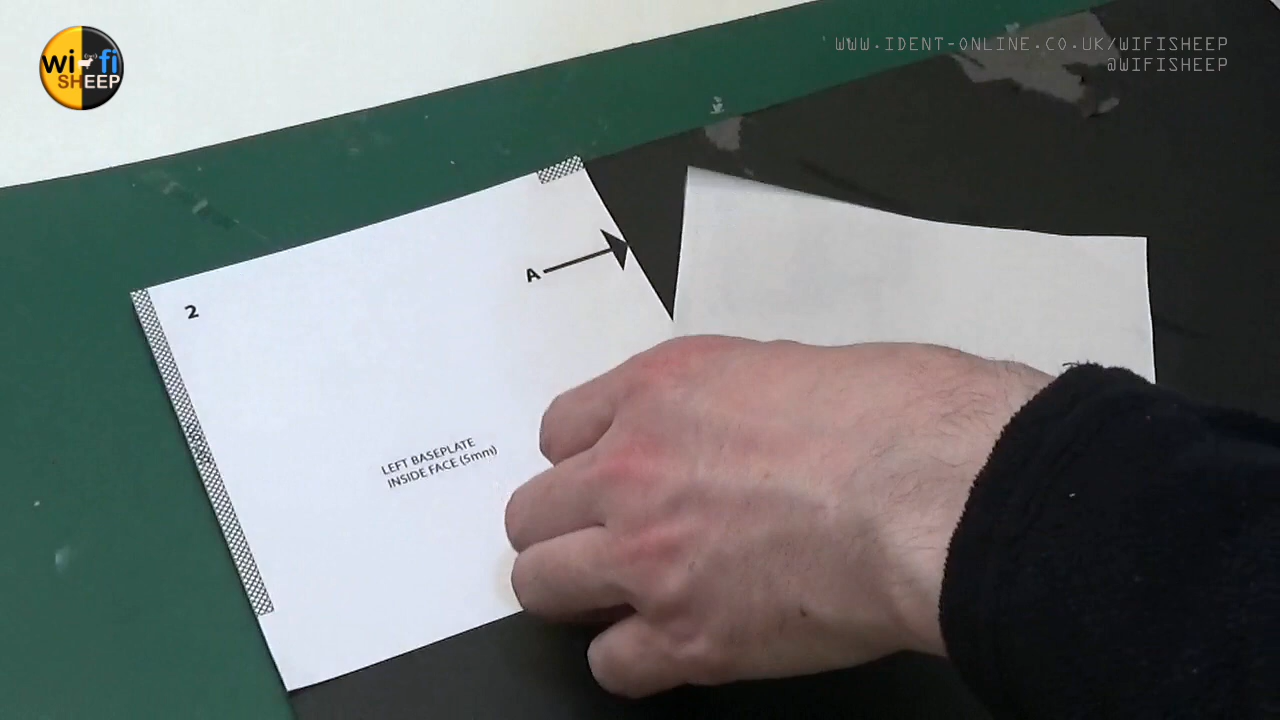 wi-fi
SHEEP
WWW.IDENT-ONLINE.CO.UK/WIFISHEEP
@WIFISHEEP
A
2
LEFT BASEPLATE
INSIDE FACE (5mm)